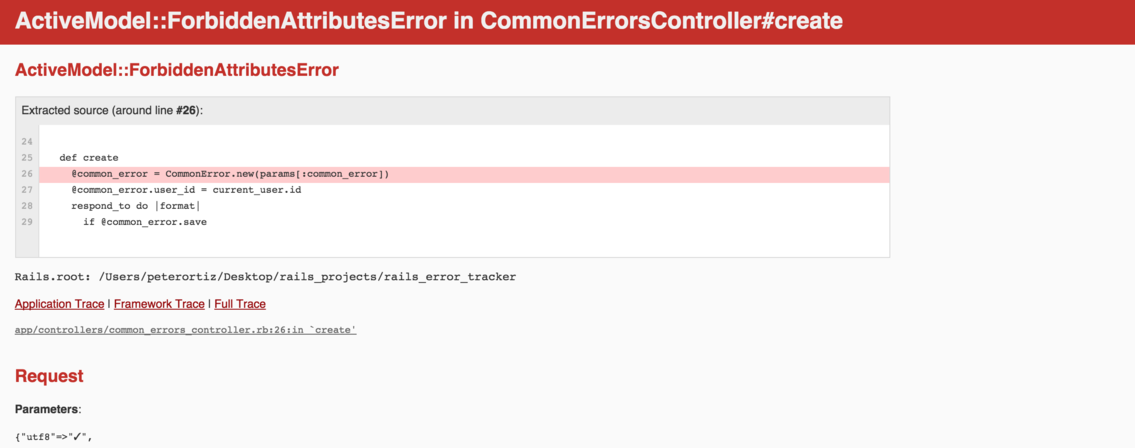 ActiveModel::ForbiddenAttributesError in CommonErrorsController#create
ActiveModel::ForbiddenAttributesError
Extracted source (around line #26):
24
25 def create
26 @common_error = CommonError.new(params[:common_error])
27 @common_error.user_id = current_user.id
28 respond_to do |format|
29 if @common_error.save
Rails.root: /Users/peterortiz/Desktop/rails_projects/rails_error_tracker
Application Trace | Framework Trace | Full Trace
app/controllers/common_errors_controller.rb:26:in `create'
Request
Parameters:
{"utf8"=>"✓",